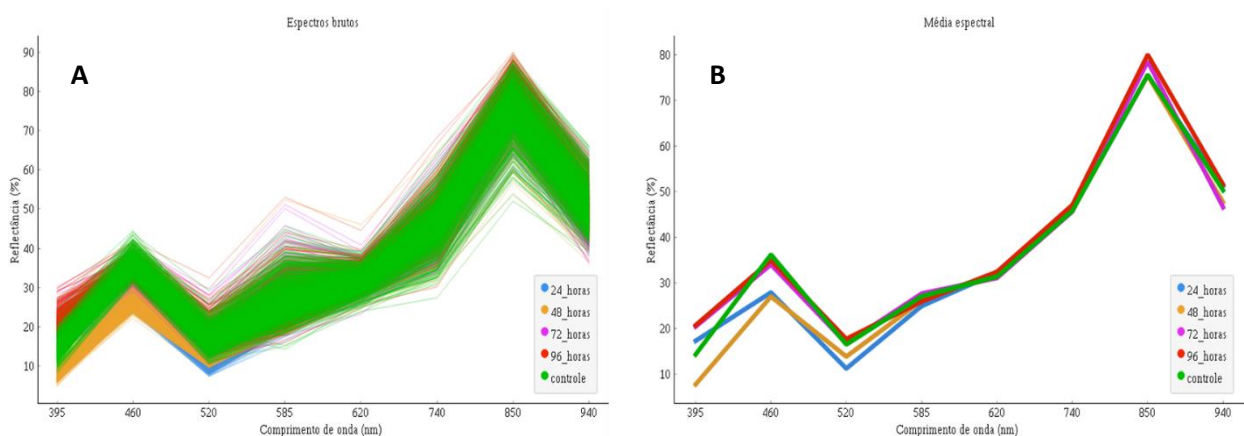 Espectros brutos
A
Reflectância (%)
90
80
70
60
50
40
30
20
10
395 460 520 585 620 740 850 940
Comprimento de onda (nm)
24_horas
48_horas
72_horas
96_horas
controle
Média espectral
B
Reflectância (%)
80
70
60
50
40
30
20
10
395 460 520 585 620 740 850 940
Comprimento de onda (nm)
24_horas
48_horas
72_horas
96_horas
controle